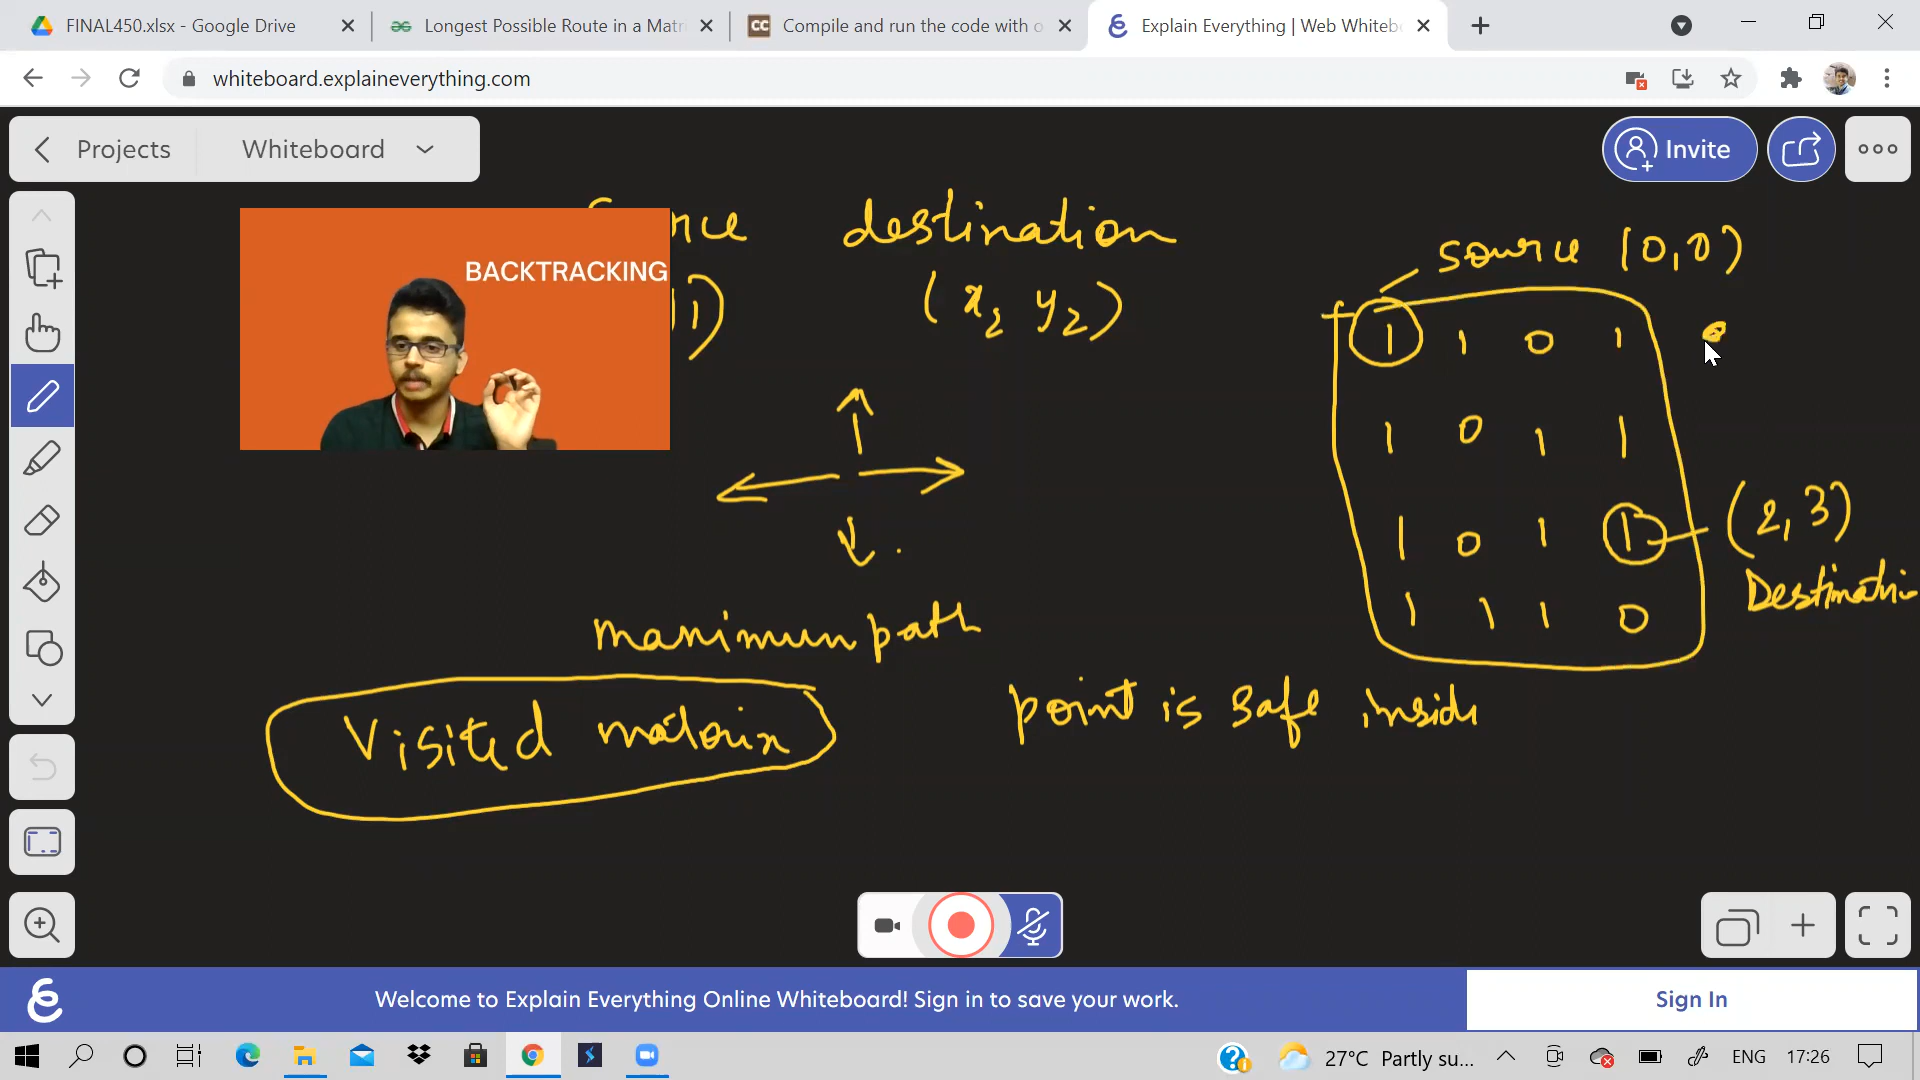 FINAL450.xlsx - Google Drive
Longest Possible Route in a Matri
Compile and run the code with o
Explain Everything | Web Whitebo
whiteboard.explaineverything.com
Projects
Whiteboard
Invite
destination
source (0,0)
BACKTRACKING
(x2 y2)
1 1 0 1
1 0 1 1
1 0 1 1
(2,3)
Destination
1 1 1 0
maximum path
Visited matrix
point is safe inside
Welcome to Explain Everything Online Whiteboard! Sign in to save your work.
Sign In
27°C Partly su...
ENG
17:26